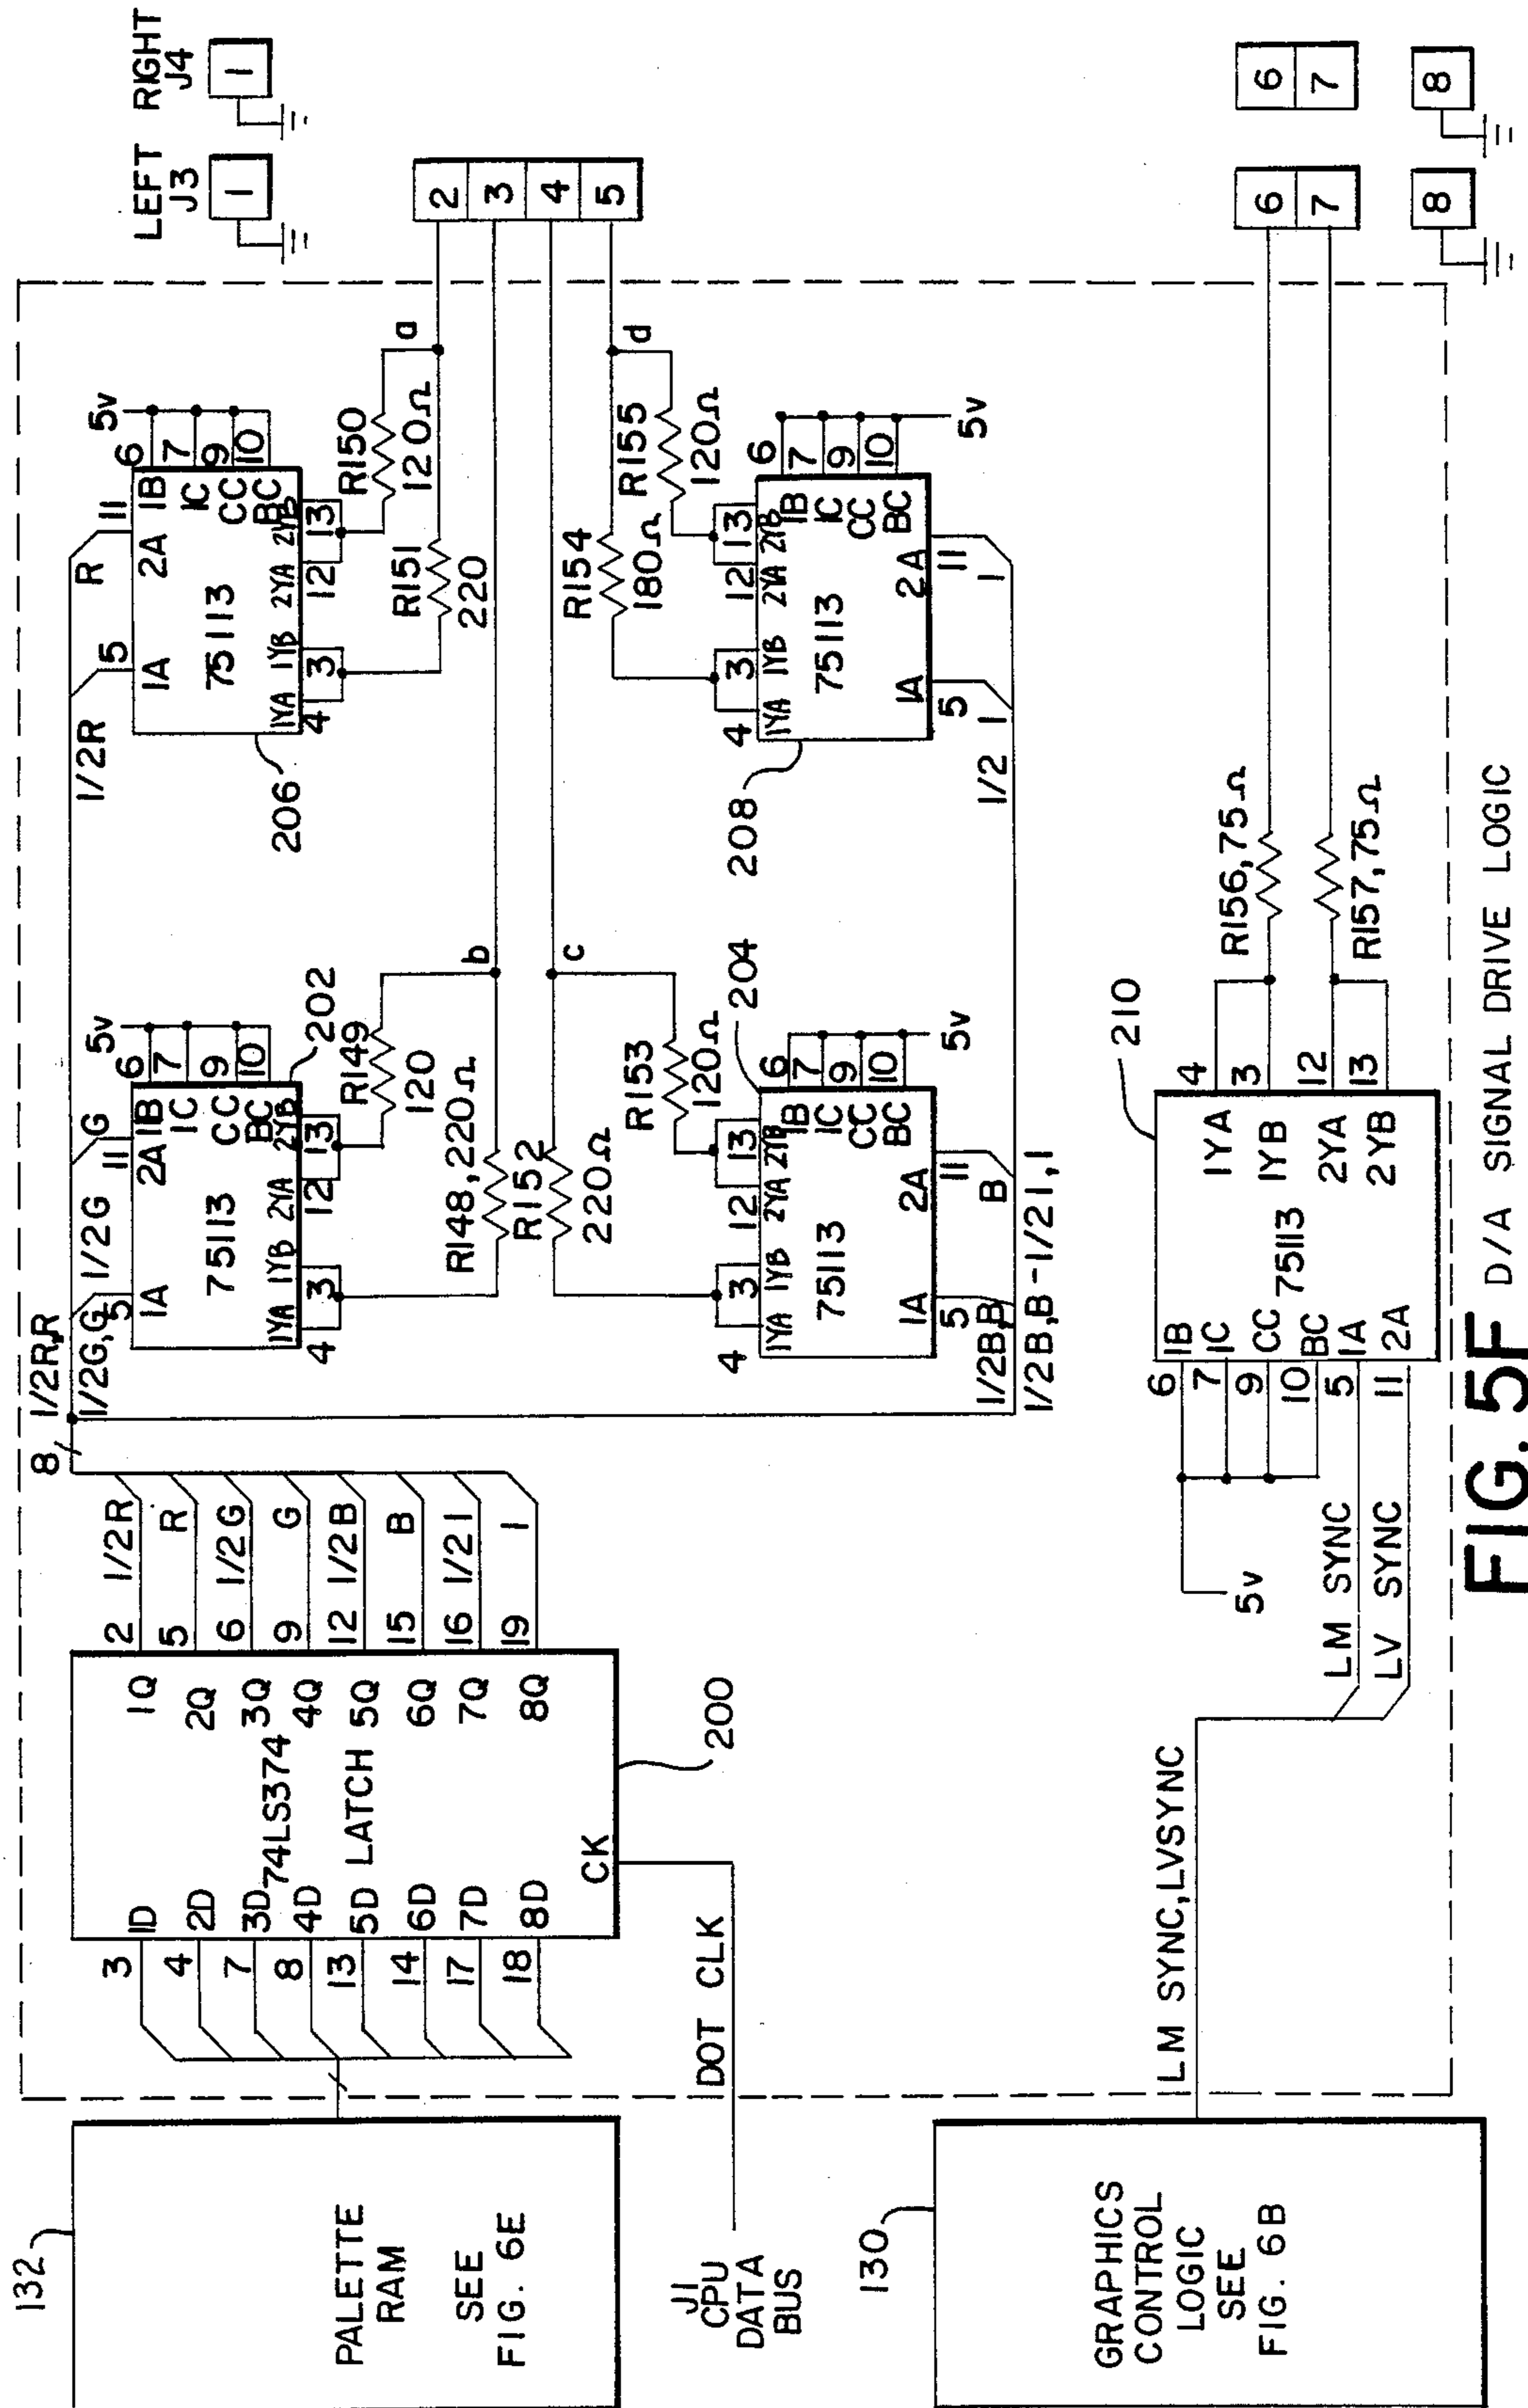 132
PALETTE
RAM
SEE
FIG. 6E
J1
CPU
DATA
BUS
DOT CLK
130
GRAPHICS
CONTROL
LOGIC
SEE
FIG. 6B
LM SYNC, LVSYNC
3 1D
4 2D
7 3D
8 4D
13 5D
14 6D
17 7D
18 8D
74LS374
LATCH
CK
200
1Q 2 1/2R
2Q 5 R
3Q 6 1/2G
4Q 9 G
5Q 12 1/2B
6Q 15 B
7Q 16 1/2 I
8Q 19 I
8
1/2R,R
1/2G,G
1/2G
G
5
11
1A
2A
75113
1B 6
1C 7
CC 9
BC 10
5v
1YA 1YB 2YA 2YB
4 3 12 13
202
R149
120
R148,220Ω
b
1/2R
R
5
11
1A
2A
75113
1B 6
1C 7
CC 9
BC 10
5v
1YA 1YB 2YA 2YB
4 3 12 13
206
R150
120Ω
R151
220
a
R152
220Ω
c
R153
120Ω
204
4 3 12 13
1YA 1YB 2YA 2YB
75113
1B 6
1C 7
CC 9
BC 10
5v
1A
2A
5
11
1/2B,B
B
1/2B,B-1/2 I,I
R154
180Ω
R155
120Ω
d
208
4 3 12 13
1YA 1YB 2YA 2YB
75113
1B 6
1C 7
CC 9
BC 10
5v
1A
2A
5
11
1/2 I
I
LEFT
J3
RIGHT
J4
1
1
2
3
4
5
5v
LM SYNC
LV SYNC
6 1B
7 1C
9 CC
10 BC
5 1A
11 2A
75113
210
1YA 4
1YB 3
2YA 12
2YB 13
R156,75Ω
R157,75Ω
6
7
8
6
7
8
FIG. 5F D/A SIGNAL DRIVE LOGIC